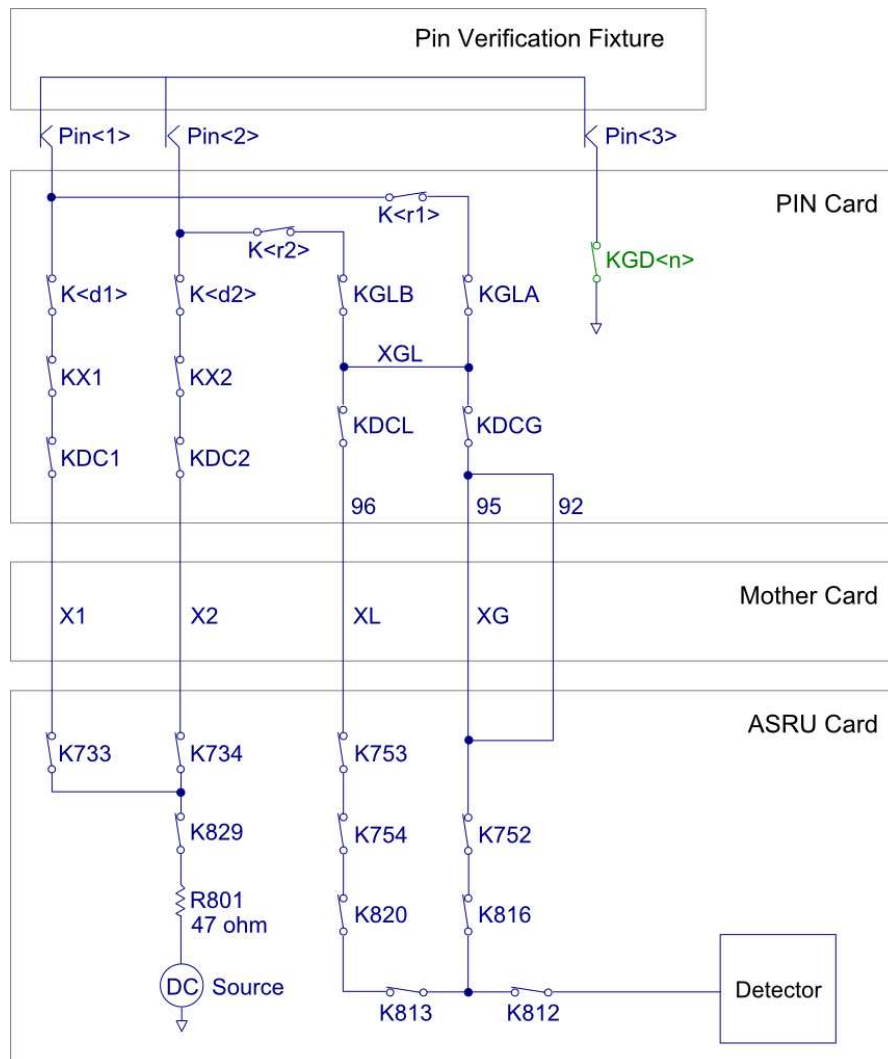 Pin Verification Fixture
Pin<1>
Pin<2>
Pin<3>
PIN Card
K<r1>
K<r2>
KGD<n>
K<d1>
K<d2>
KGLB
KGLA
XGL
KX1
KX2
KDCL
KDCG
KDC1
KDC2
96
95
92
Mother Card
X1
X2
XL
XG
ASRU Card
K733
K734
K753
K829
K754
K752
R801
47 ohm
K820
K816
DC
Source
Detector
K813
K812